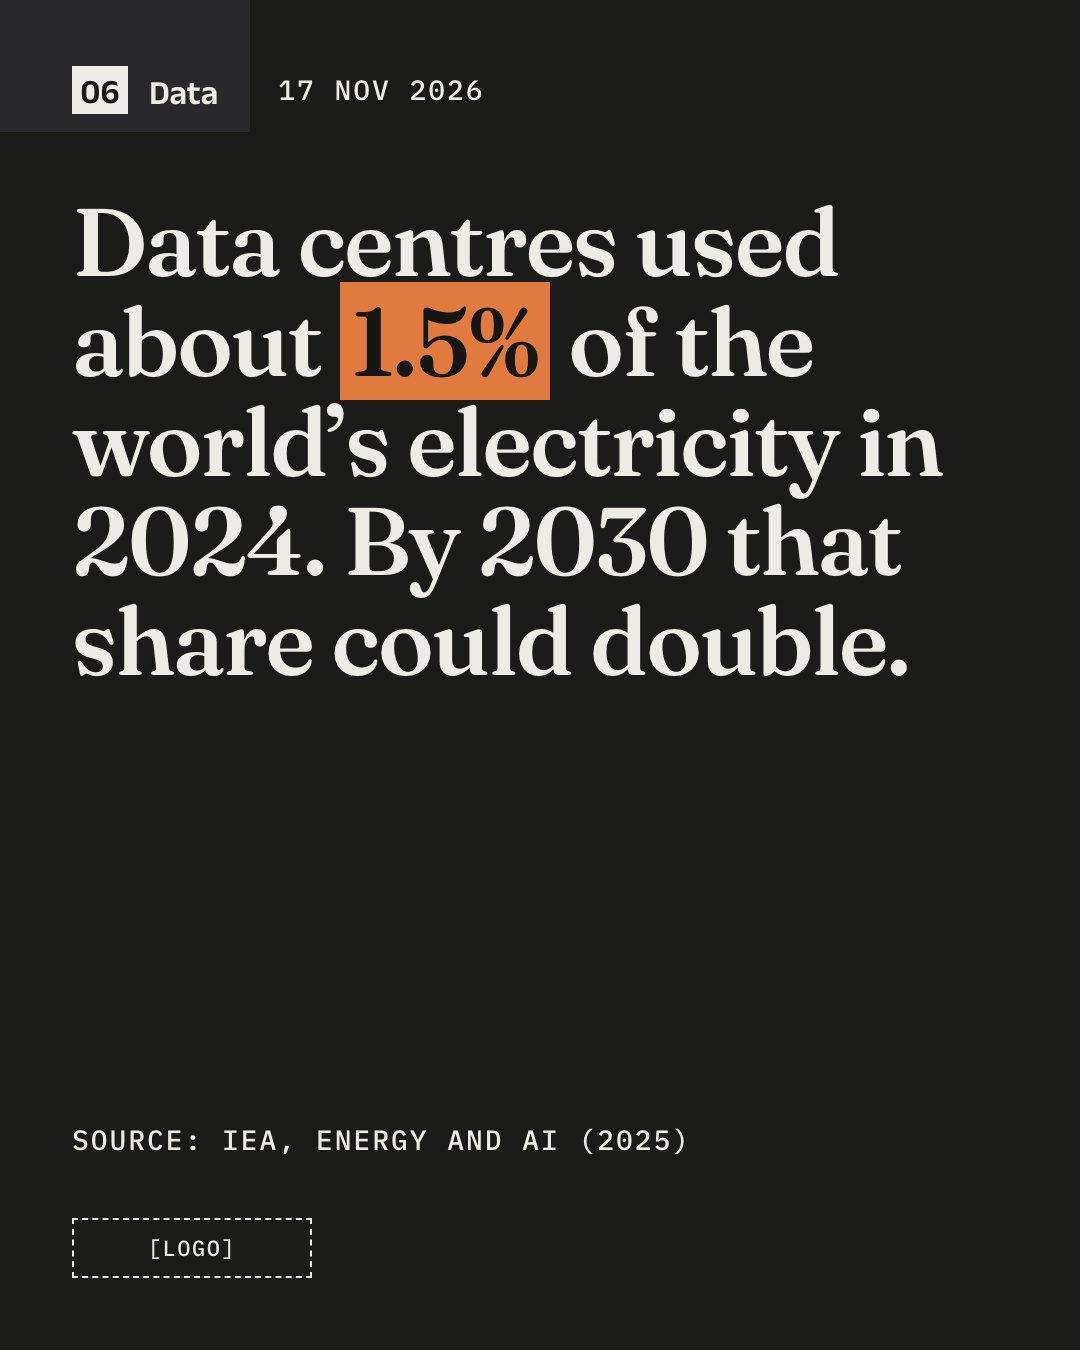 06 Data 17 NOV 2026
Data centres used
about 1.5% of the
world’s electricity in
2024. By 2030 that
share could double.
SOURCE: IEA, ENERGY AND AI (2025)
[LOGO]